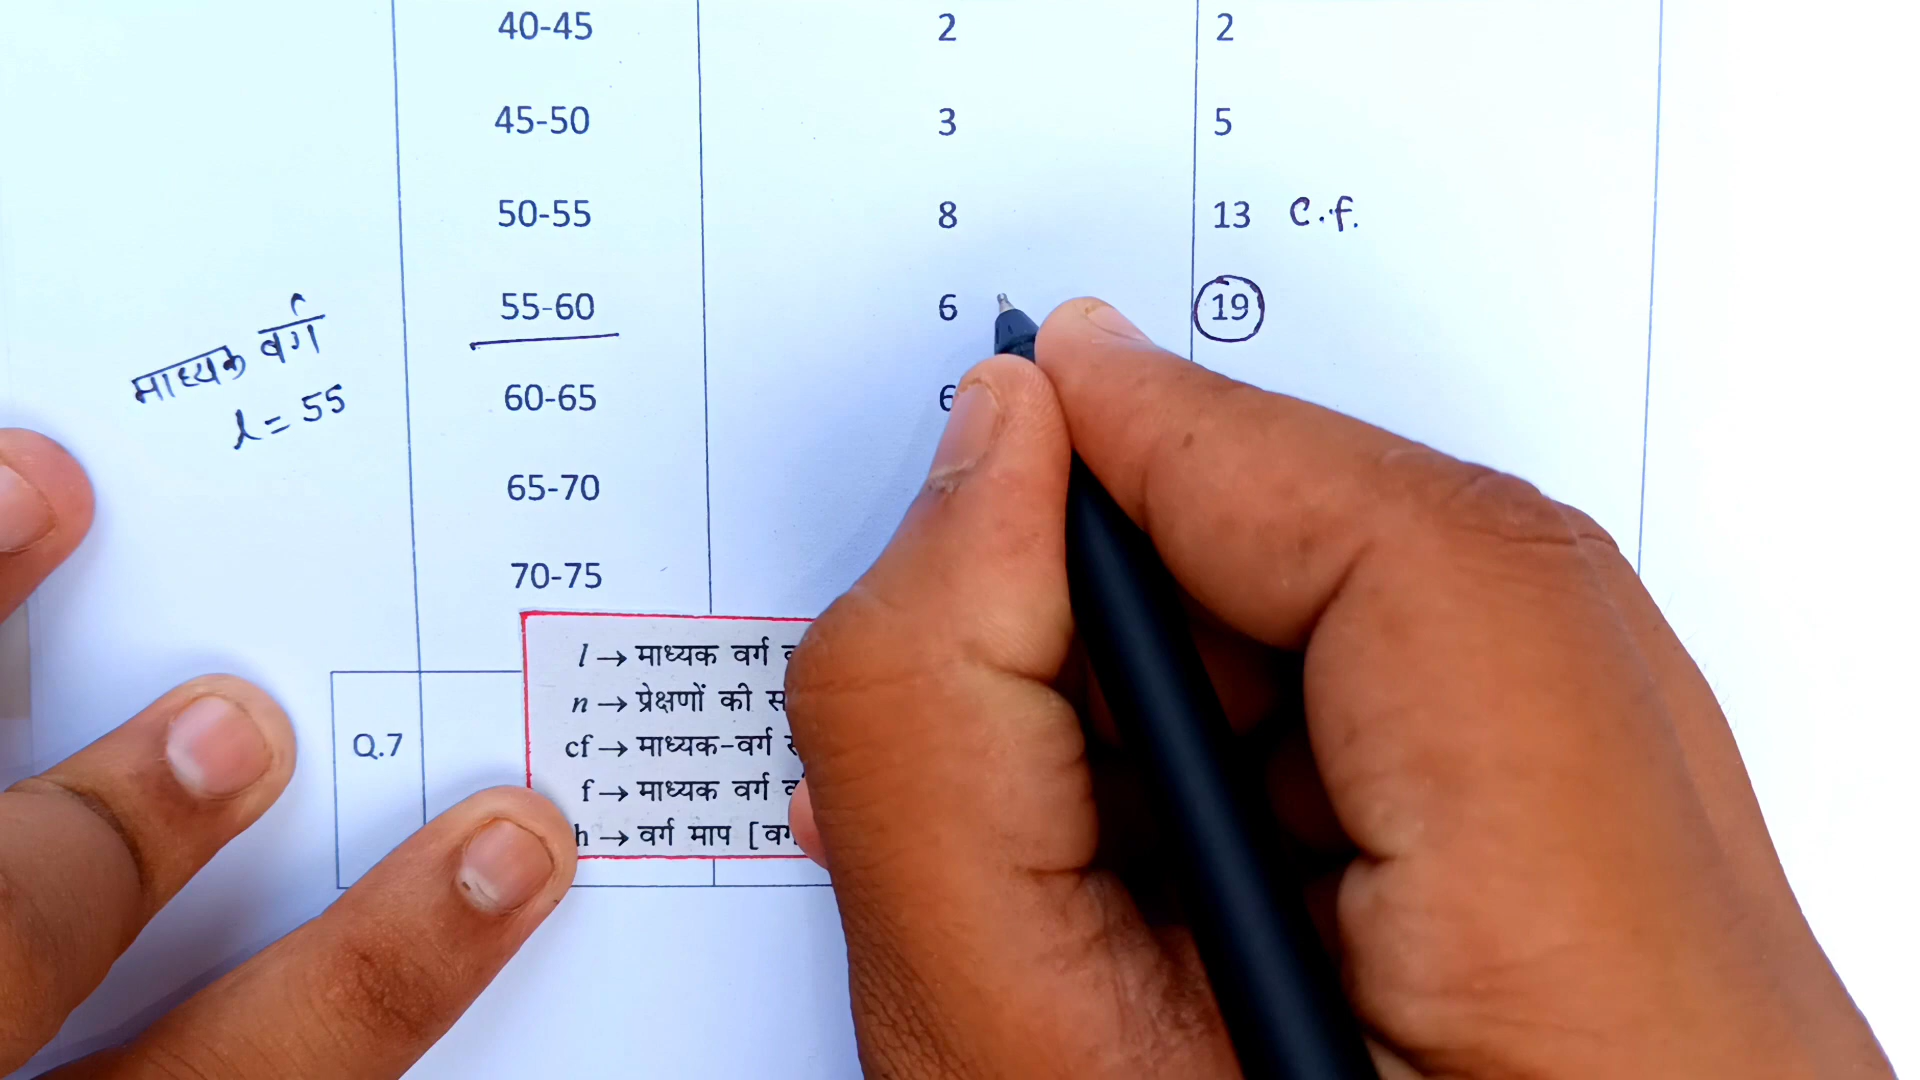 40-45 2 2
45-50 3 5
50-55 8 13 C.f.
55-60 6 19
माध्यक वर्ग
l = 55
60-65 6
65-70
70-75
l → माध्यक वर्ग
n → प्रेक्षणों की
Q.7
cf → माध्यक-वर्ग
f → माध्यक वर्ग
h → वर्ग माप [